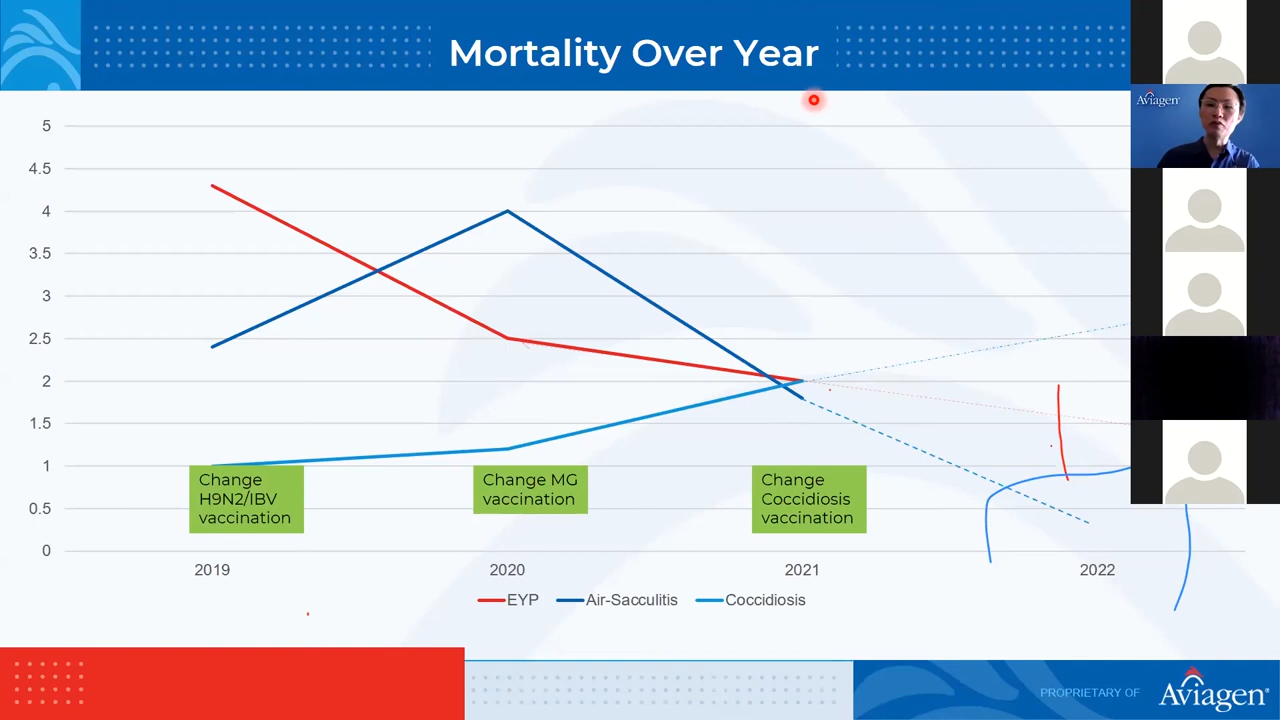 Mortality Over Year
Aviagen
5
4.5
4
3.5
3
2.5
2
1.5
1
0.5
0
Change
H9N2/IBV
vaccination
Change MG
vaccination
Change
Coccidiosis
vaccination
2019 2020 2021 2022
EYP Air-Sacculitis Coccidiosis
PROPRIETARY OF Aviagen®